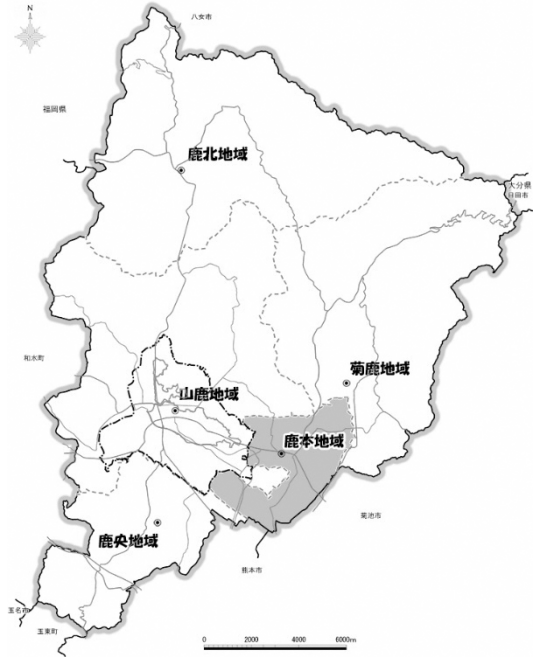 N
八女市
福岡県
鹿北地域
大分県
日田市
和水町
菊鹿地域
山鹿地域
鹿本地域
菊池市
鹿央地域
熊本市
玉名市
玉東町
0 2000 4000 6000m